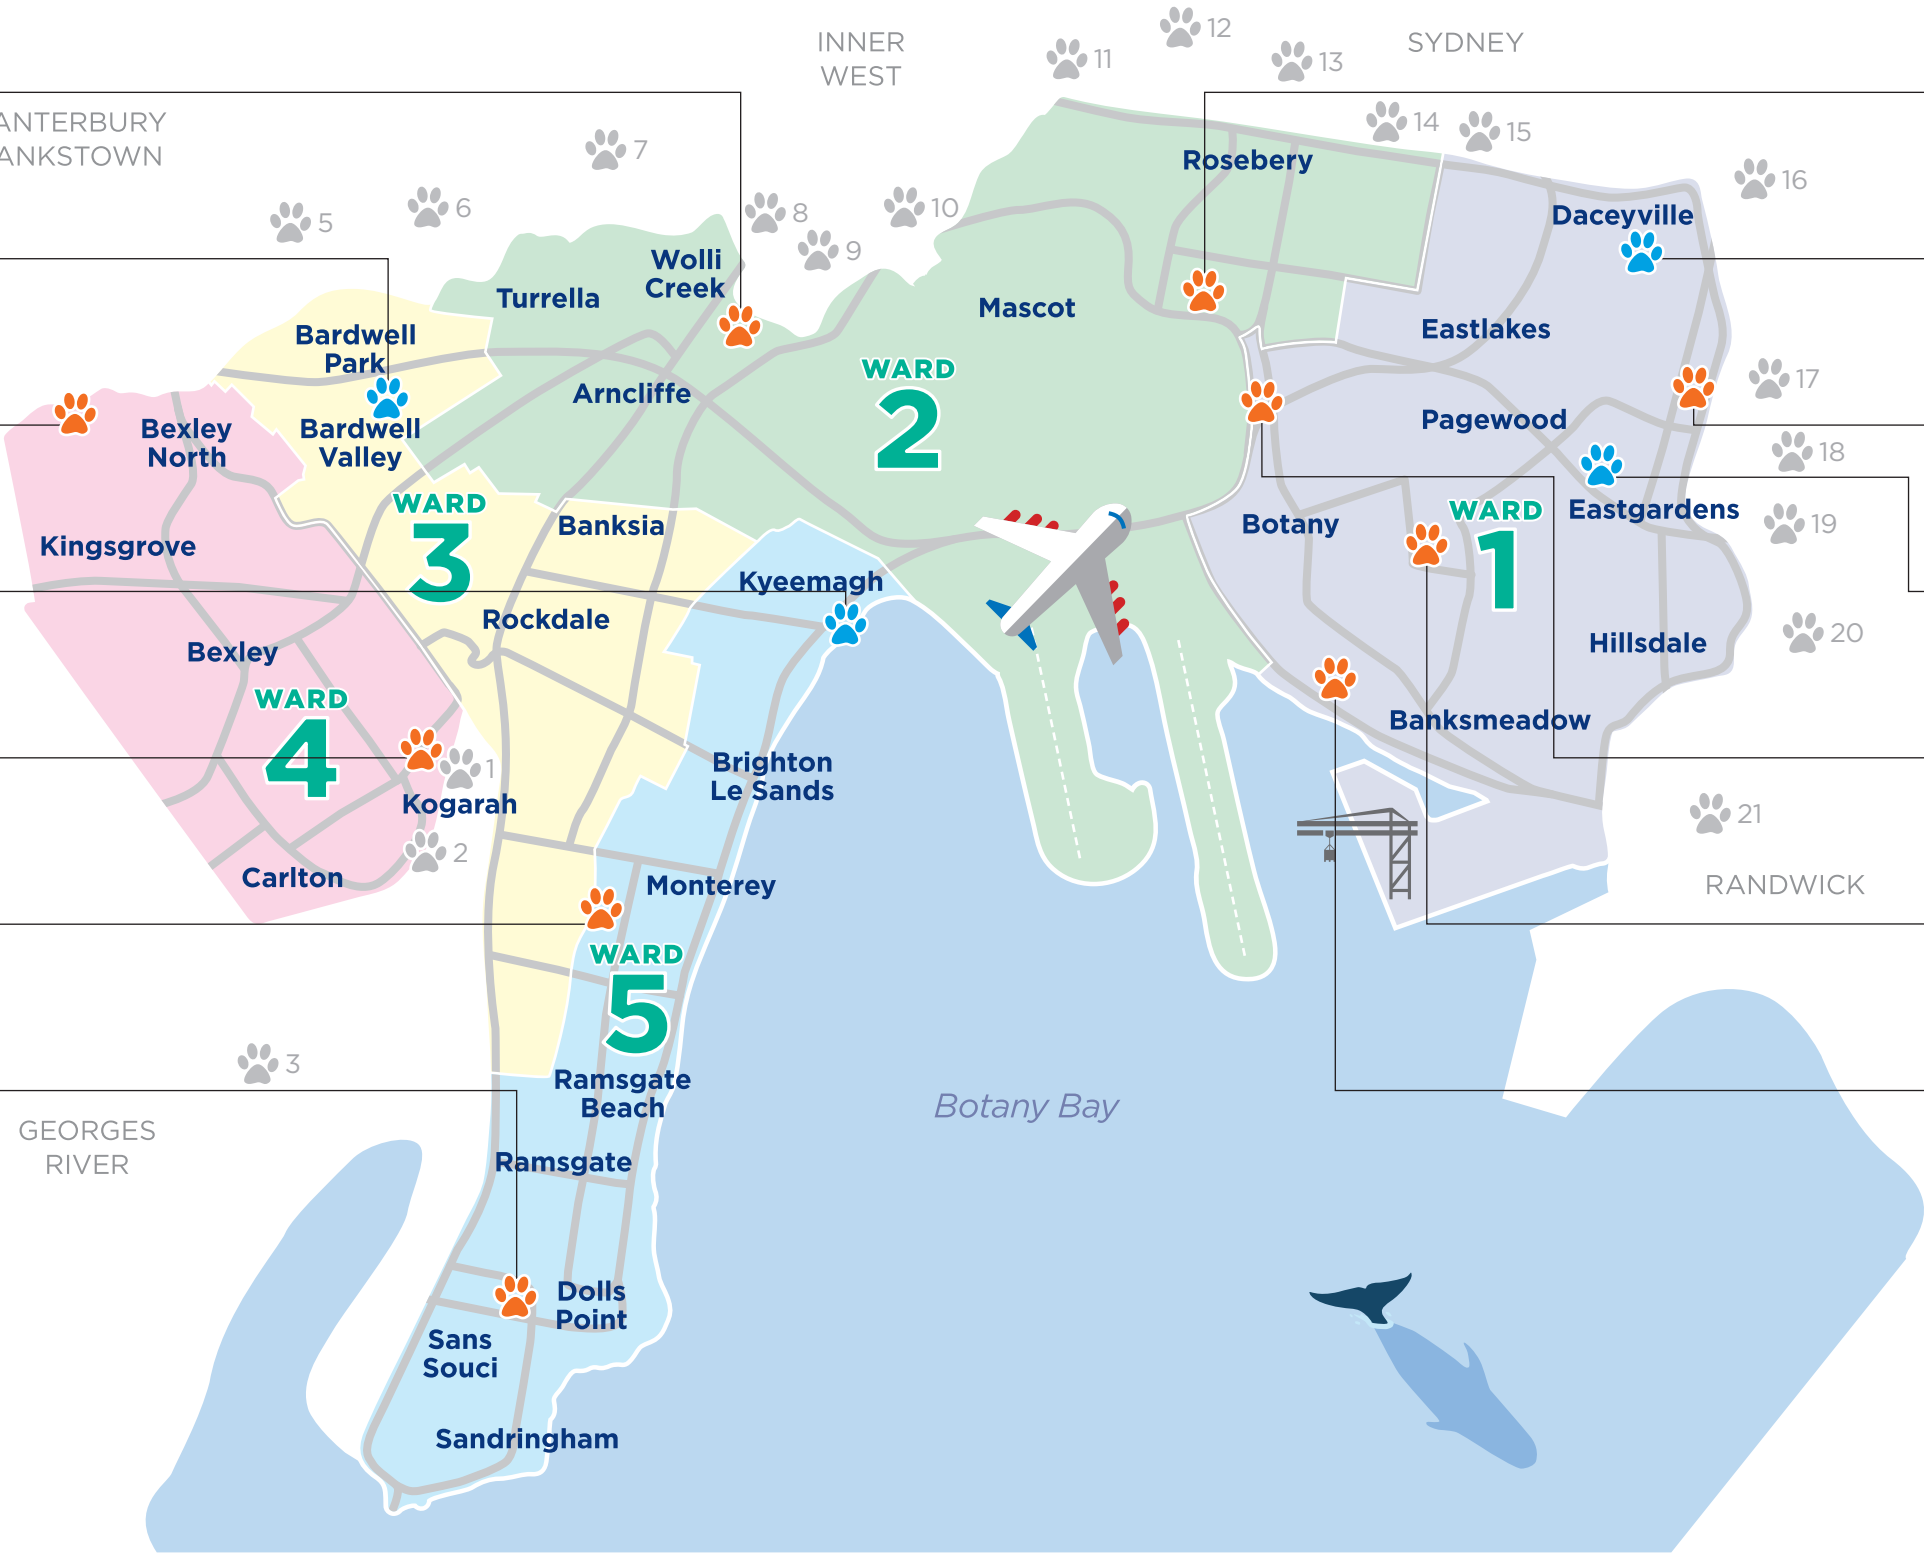 INNER
WEST
SYDNEY
12
11
13
14
15
ANTERBURY
ANKSTOWN
7
16
Rosebery
5
6
8
10
9
Daceyville
Wolli
Creek
Turrella
Mascot
Bardwell
Park
Eastlakes
17
Arncliffe
WARD
2
Pagewood
Bexley
North
Bardwell
Valley
18
WARD
3
Banksia
Botany
WARD
1
Eastgardens
19
Kingsgrove
Kyeemagh
Rockdale
20
Bexley
Hillsdale
WARD
4
Banksmeadow
1
Kogarah
Brighton
Le Sands
21
2
Carlton
Monterey
RANDWICK
WARD
5
3
Ramsgate
Beach
Botany Bay
GEORGES
RIVER
Ramsgate
Dolls
Point
Sans
Souci
Sandringham